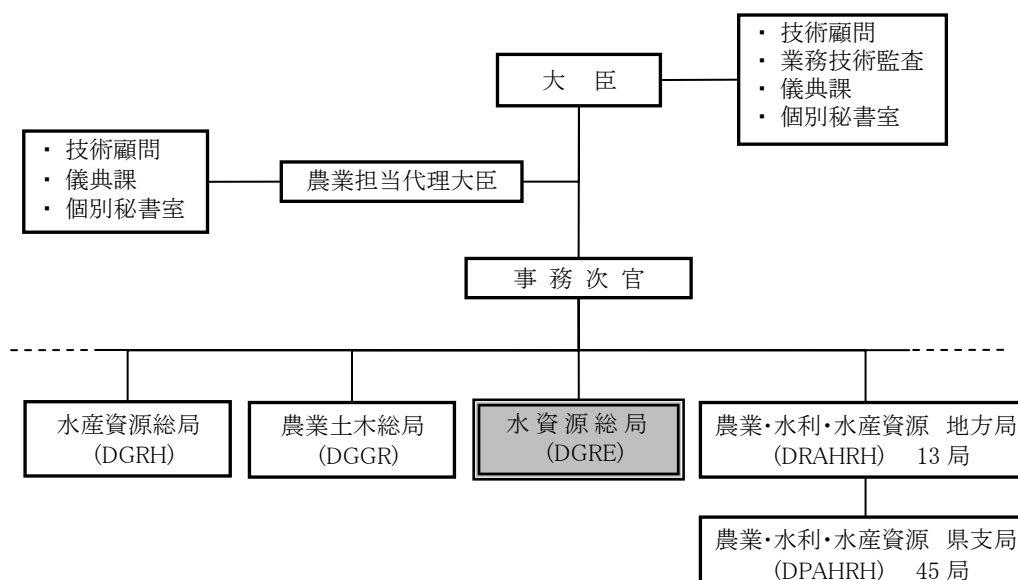 ・ 技術顧問
・ 業務技術監査
・ 儀典課
・ 個別秘書室
大 臣
・ 技術顧問
・ 儀典課
・ 個別秘書室
農業担当代理大臣
事 務 次 官
水産資源総局
(DGRH)
農業土木総局
(DGGR)
水 資 源 総 局
(DGRE)
農業・水利・水産資源 地方局
(DRAHRH) 13 局
農業・水利・水産資源 県支局
(DPAHRH) 45 局